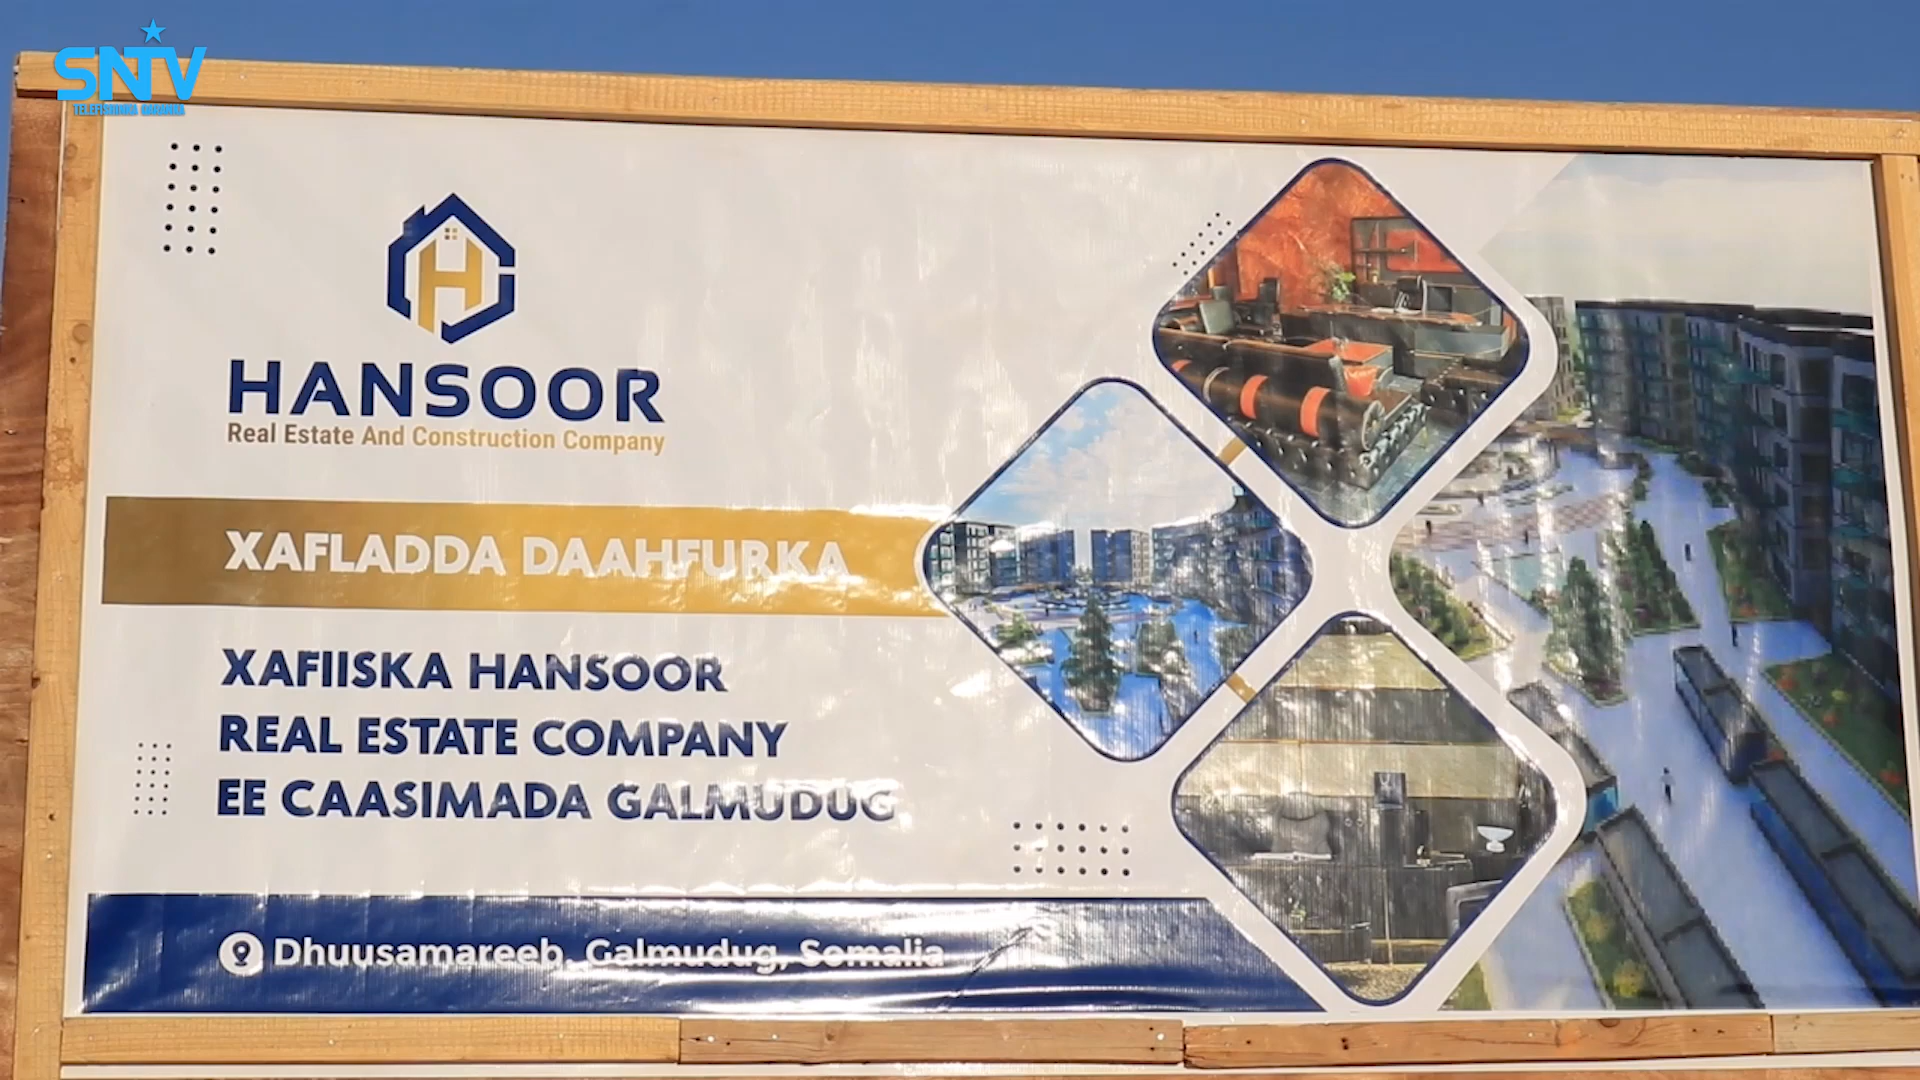 SNTV
HANSOOR
Real Estate And Construction Company
XAFLADDA DAAHFURKA
XAFIISKA HANSOOR
REAL ESTATE COMPANY
EE CAASIMADA GALMUDUG
Dhuusamareeb, Galmudug, Somalia